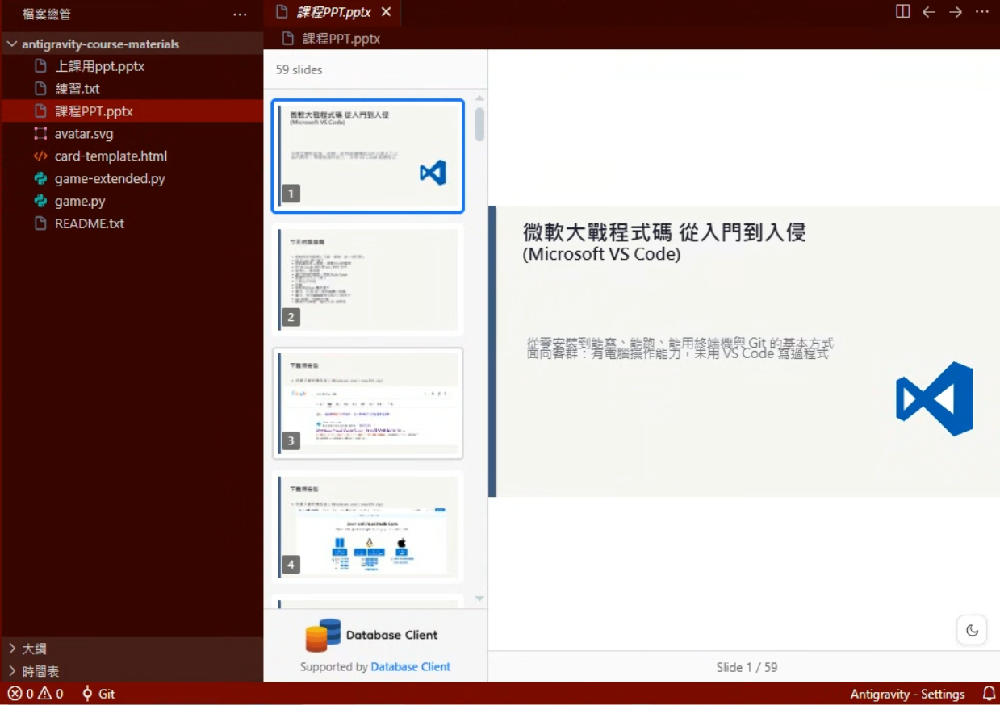 檔案總管
課程PPT.pptx
課程PPT.pptx
antigravity-course-materials
上課用ppt.pptx
練習.txt
課程PPT.pptx
avatar.svg
card-template.html
game-extended.py
game.py
README.txt
大綱
時間表
59 slides
微軟大戰程式碼 從入門到入侵
(Microsoft VS Code)
1
2
下載與安裝
3
下載與安裝
4
Database Client
Supported by Database Client
微軟大戰程式碼 從入門到入侵
(Microsoft VS Code)
從零安裝到能寫、能跑、能用終端機與 Git 的基本方式
面向客群：有電腦操作能力，未用 VS Code 寫過程式
Slide 1 / 59
0 0 Git
Antigravity - Settings